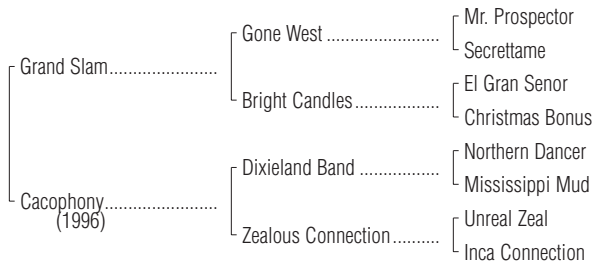 Mr. Prospector
Gone West ......................
Secrettame
Grand Slam.....................
El Gran Senor
Bright Candles.................
Christmas Bonus
Northern Dancer
Dixieland Band ................
Mississippi Mud
Cacophony......................
(1996)
Unreal Zeal
Zealous Connection..........
Inca Connection